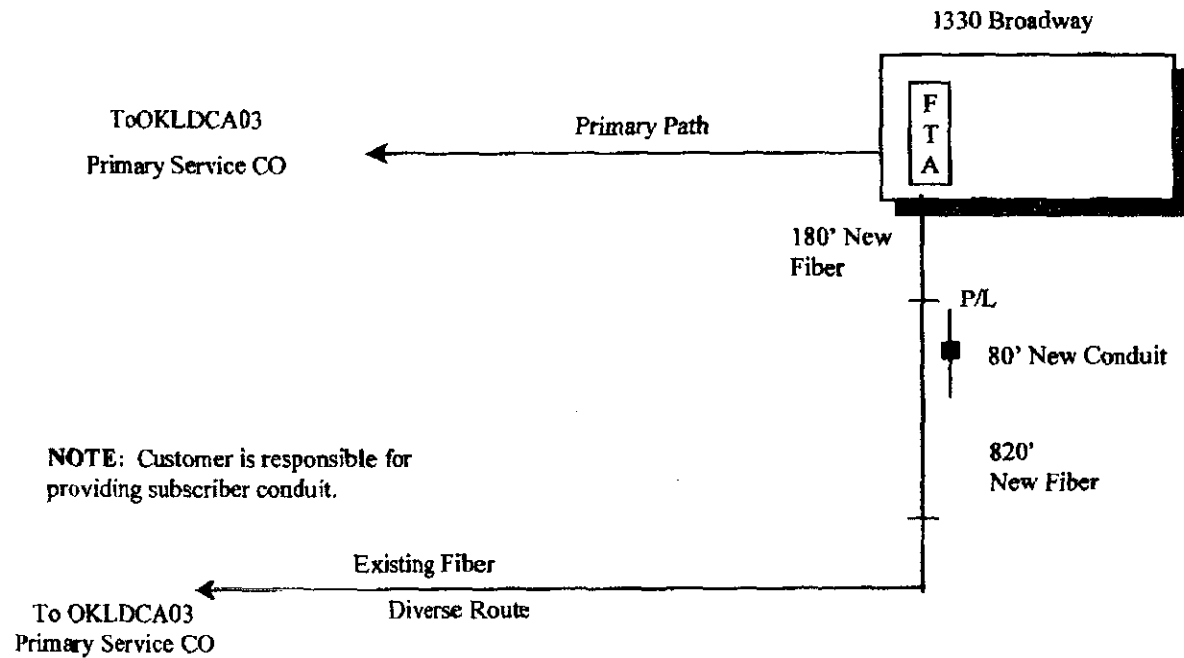 1330 Broadway
F
T
A
ToOKLDCA03
Primary Service CO
Primary Path
180' New
Fiber
P/L
80' New Conduit
820'
New Fiber
NOTE: Customer is responsible for
providing subscriber conduit.
Existing Fiber
Diverse Route
To OKLDCA03
Primary Service CO